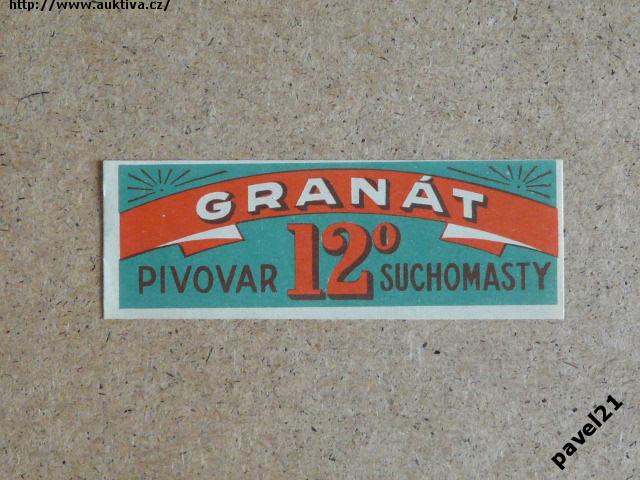 http://www.auktiva.cz/
GRANÁT
PIVOVAR 12° SUCHOMASTY
pavel21